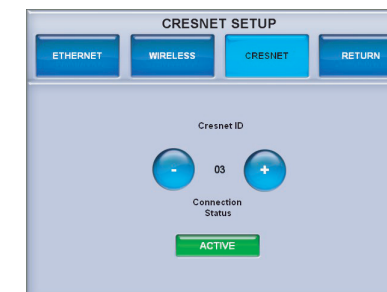 CRESNET SETUP
ETHERNET WIRELESS CRESNET RETURN
Cresnet ID
- 03 +
Connection
Status
ACTIVE